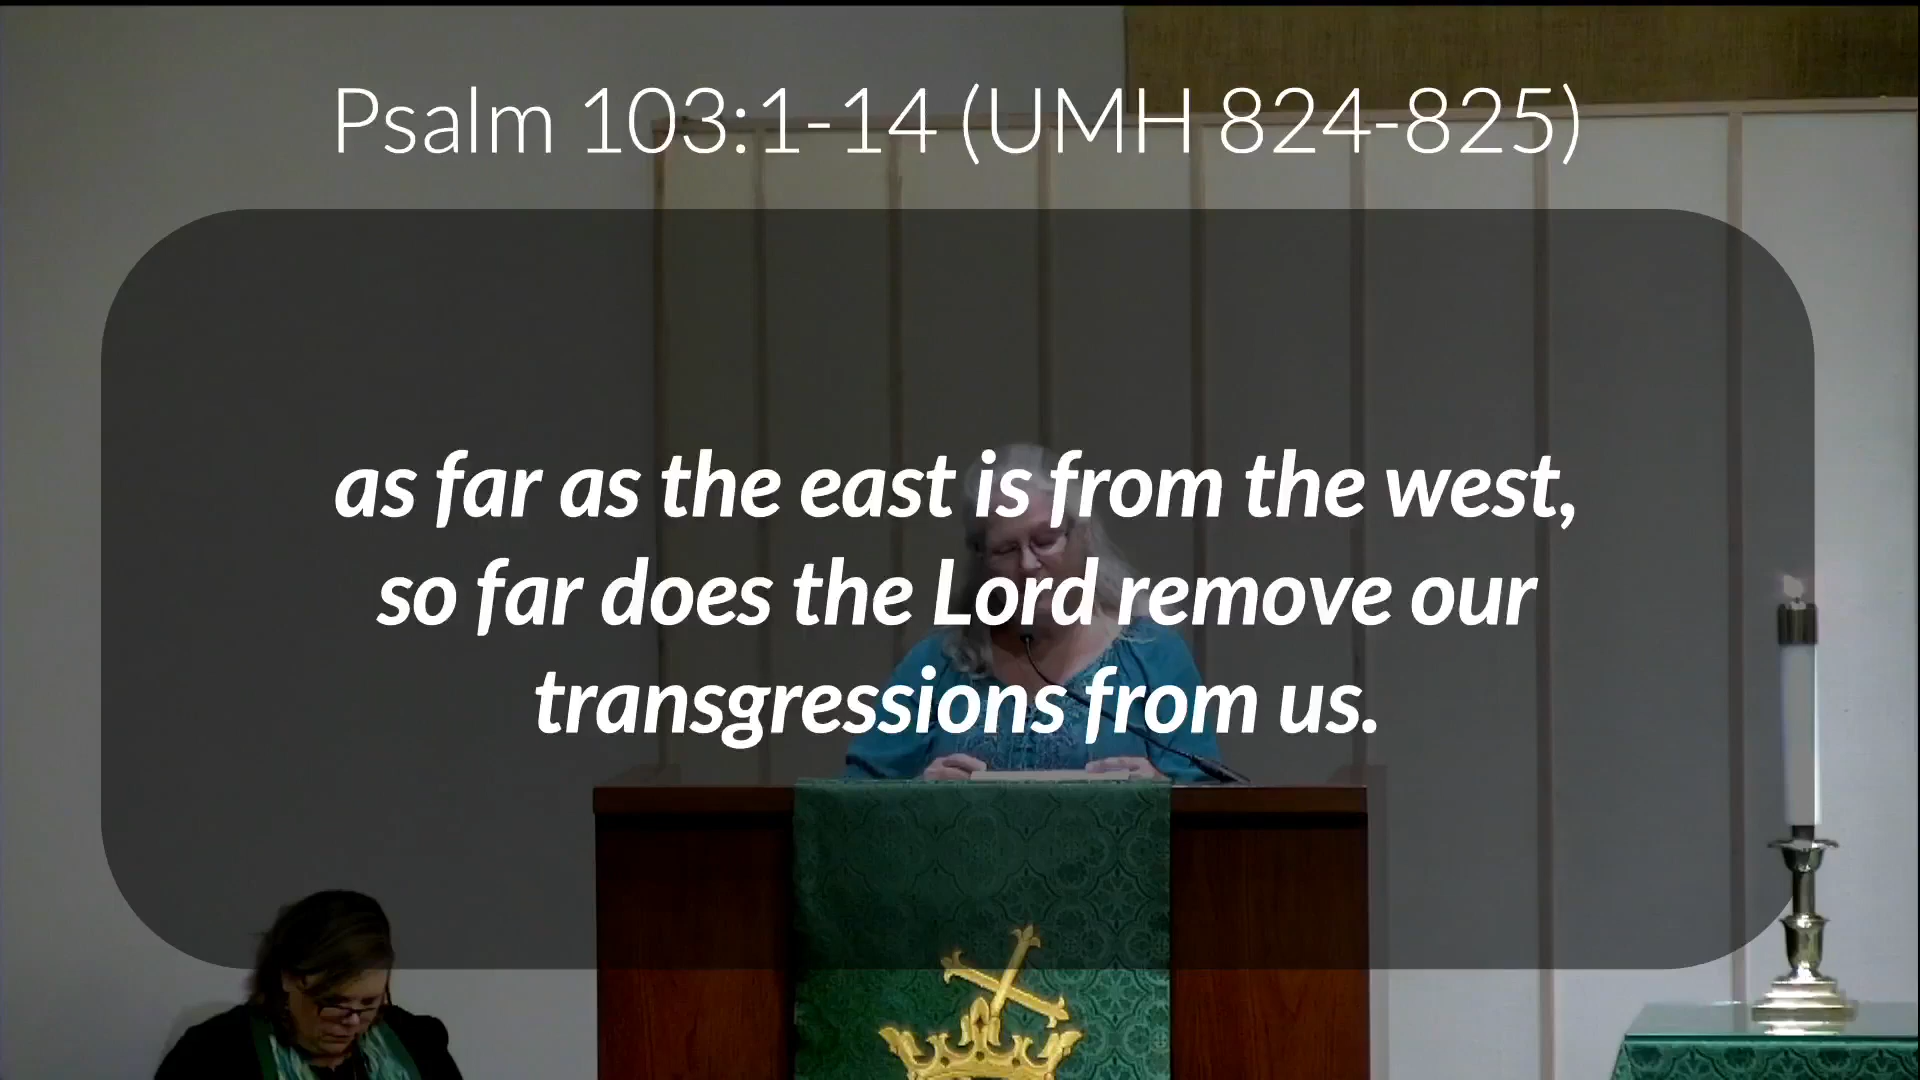 Psalm 103:1-14 (UMH 824-825)
as far as the east is from the west,
so far does the Lord remove our
transgressions from us.